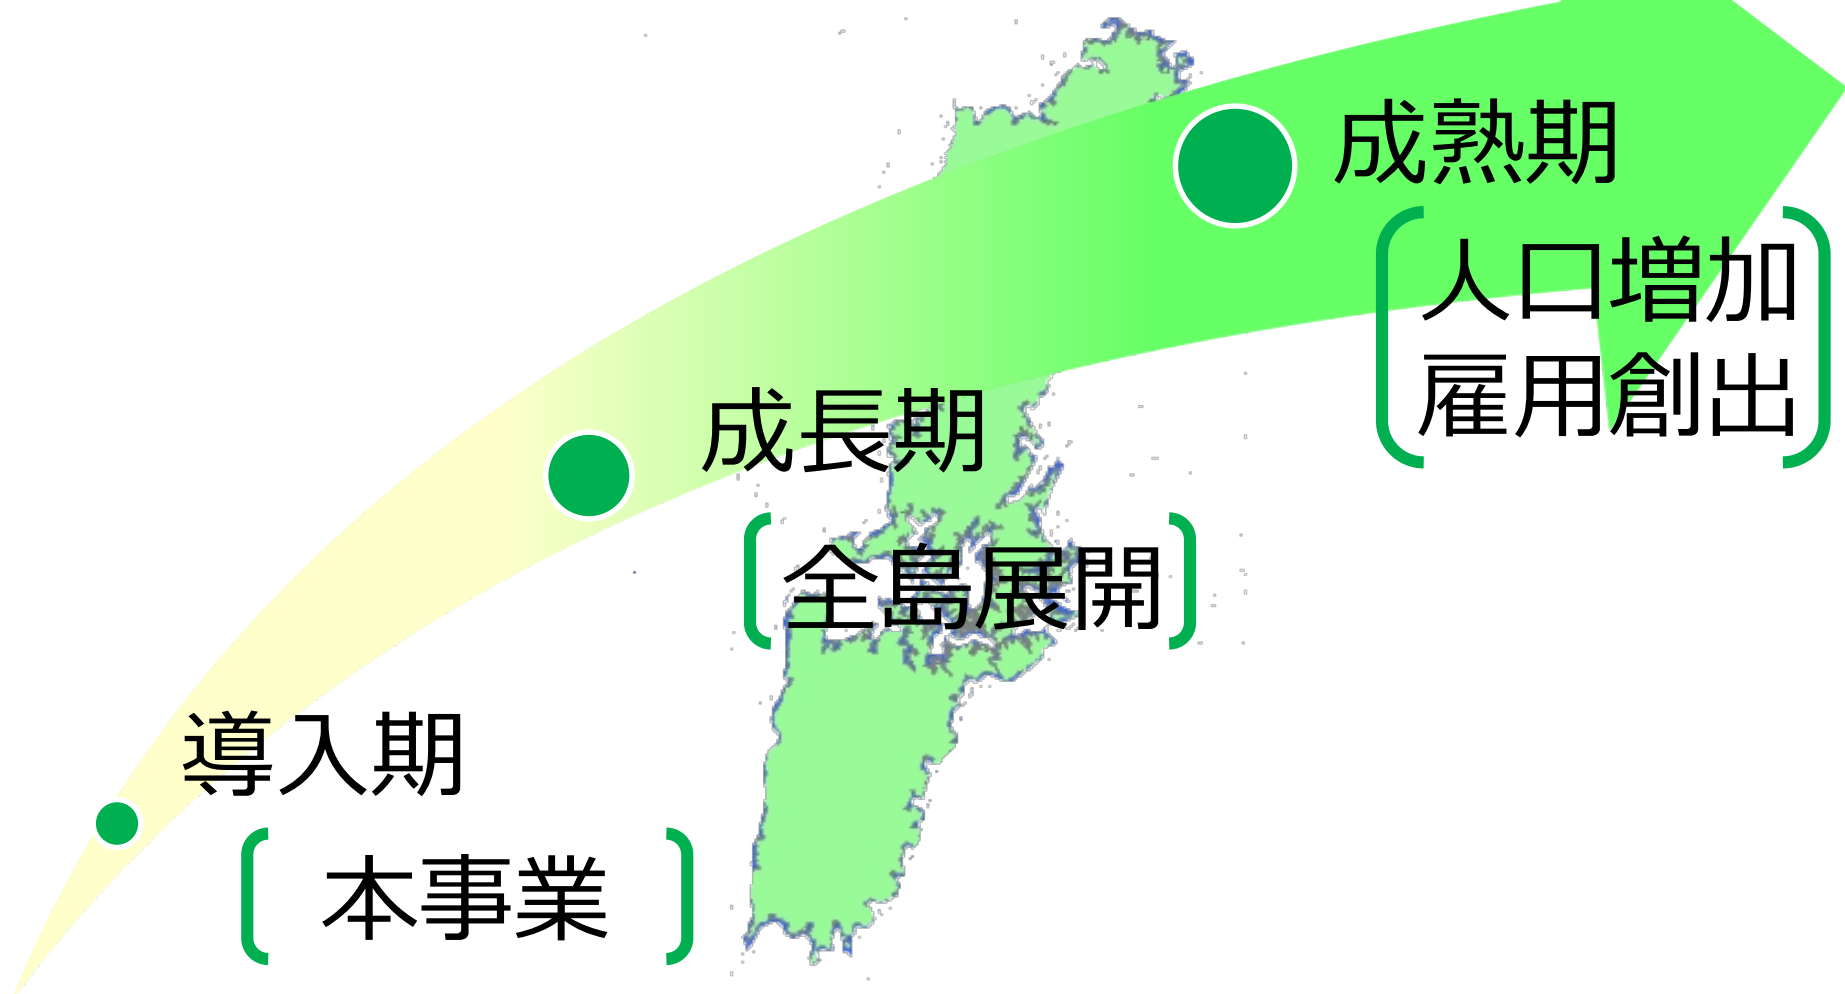 成熟期
人口増加
雇用創出
成長期
全島展開
導入期
本事業